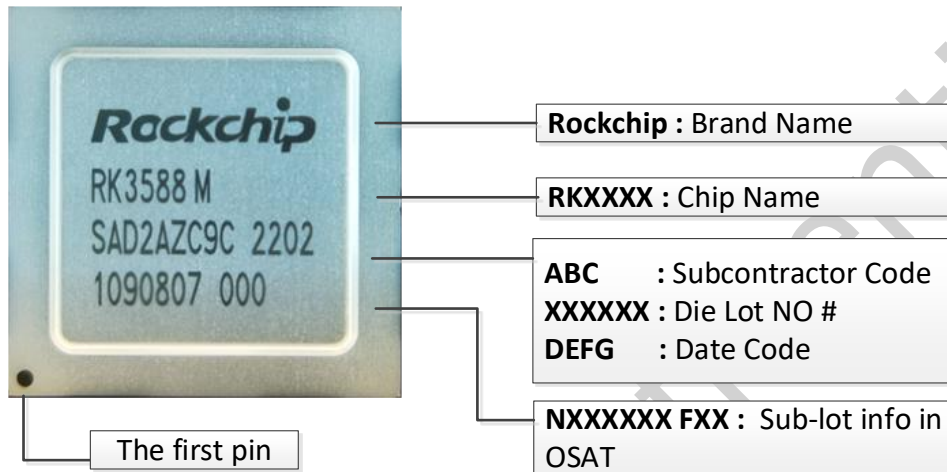 Rockchip
RK3588 M
SAD2AZC9C 2202
1090807 000
The first pin
Rockchip : Brand Name
RKXXXX : Chip Name
ABC : Subcontractor Code
XXXXXX : Die Lot NO #
DEFG : Date Code
NXXXXXX FXX : Sub-lot info in
OSAT